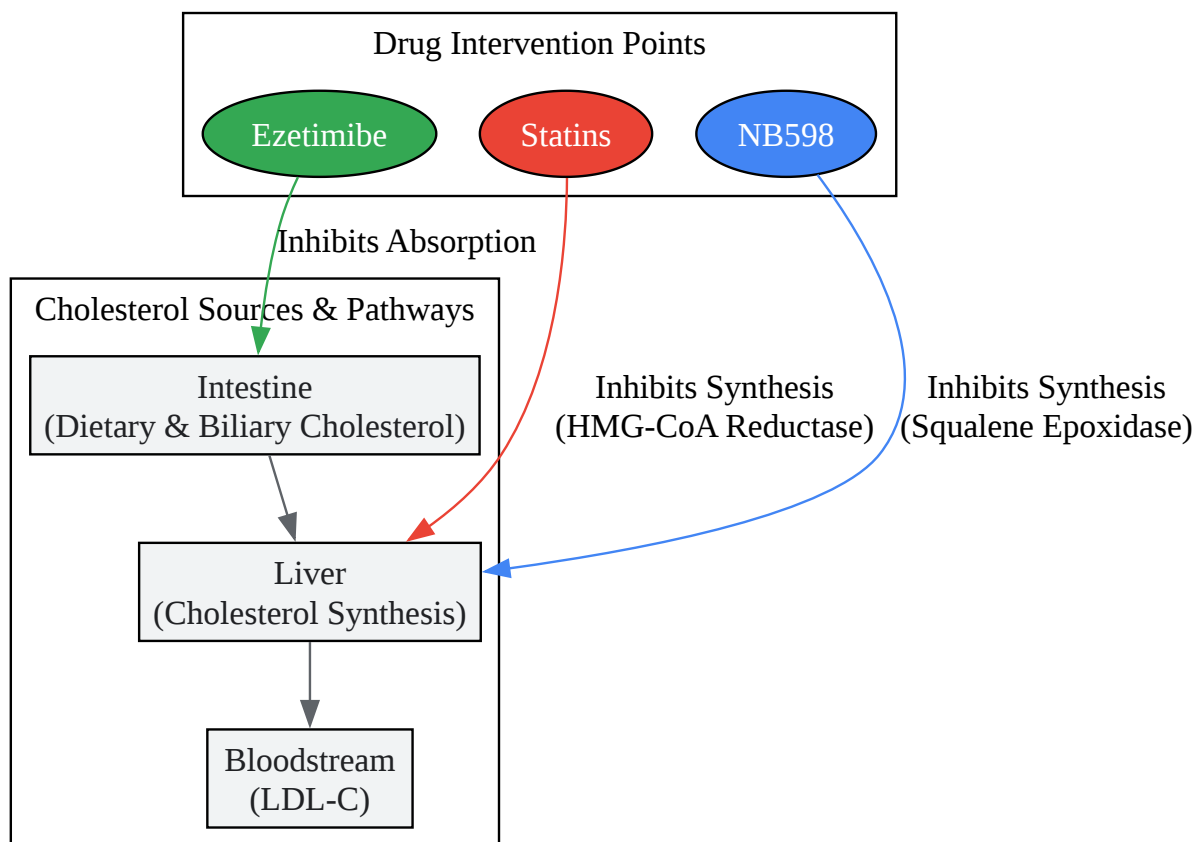 Drug Intervention Points
Ezetimibe
Statins
NB598
Inhibits Absorption
Cholesterol Sources & Pathways
Intestine
(Dietary & Biliary Cholesterol)
Inhibits Synthesis
(HMG-CoA Reductase)
Inhibits Synthesis
(Squalene Epoxidase)
Liver
(Cholesterol Synthesis)
Bloodstream
(LDL-C)